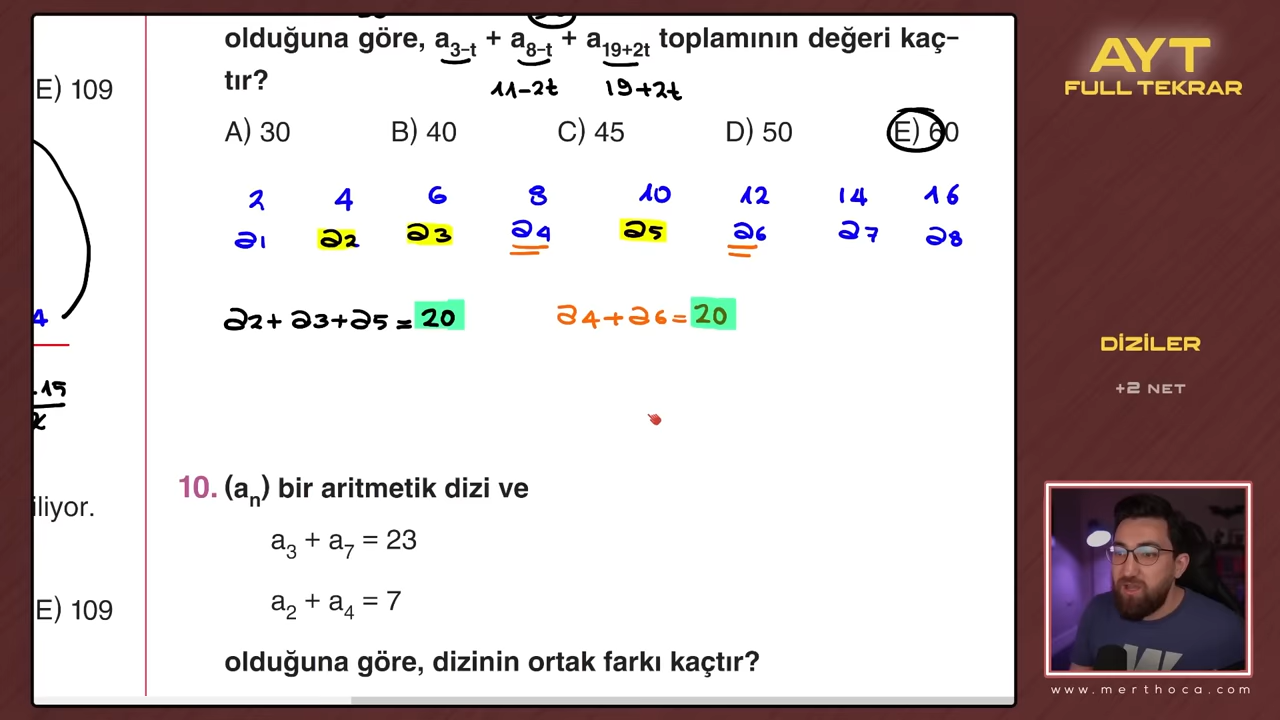 olduğuna göre, a3–t + a8–t + a19+2t toplamının değeri kaç–
tır?
11-2t 19+2t
A) 30 B) 40 C) 45 D) 50 E) 60
2 4 6 8 10 12 14 16
a1 a2 a3 a4 a5 a6 a7 a8
a2+a3+a5=20 a4+a6=20
10. (an) bir aritmetik dizi ve
a3 + a7 = 23
a2 + a4 = 7
olduğuna göre, dizinin ortak farkı kaçtır?
E) 109
4
.15
iliyor.
E) 109
AYT
FULL TEKRAR
DİZİLER
+2 NET
www.merthoca.com